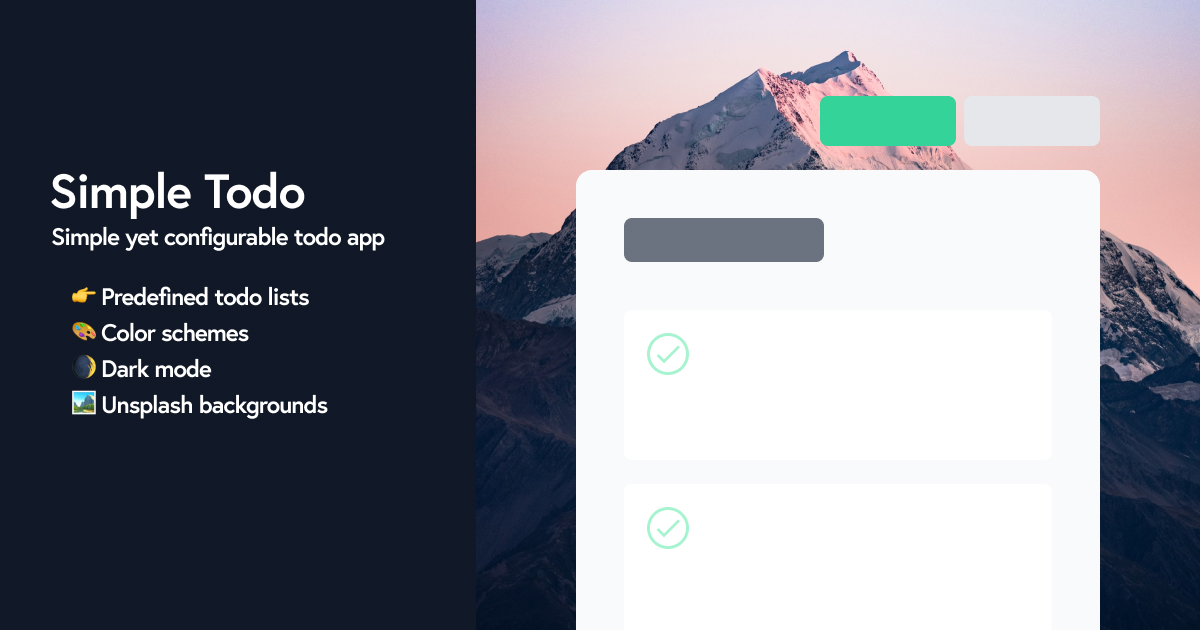 Simple Todo
Simple yet configurable todo app
👉 Predefined todo lists
🎨 Color schemes
🌒 Dark mode
🏞️ Unsplash backgrounds